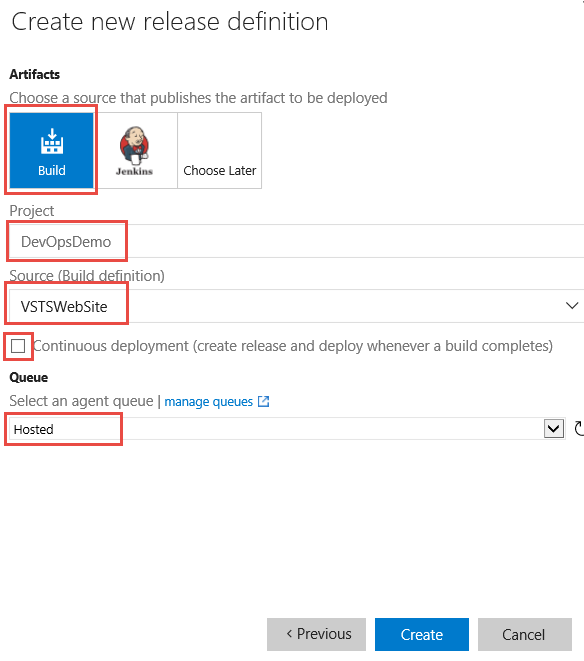 Create new release definition
Artifacts
Choose a source that publishes the artifact to be deployed
Build
Jenkins
Choose Later
Project
DevOpsDemo
Source (Build definition)
VSTSWebSite
Continuous deployment (create release and deploy whenever a build completes)
Queue
Select an agent queue | manage queues
Hosted
< Previous
Create
Cancel